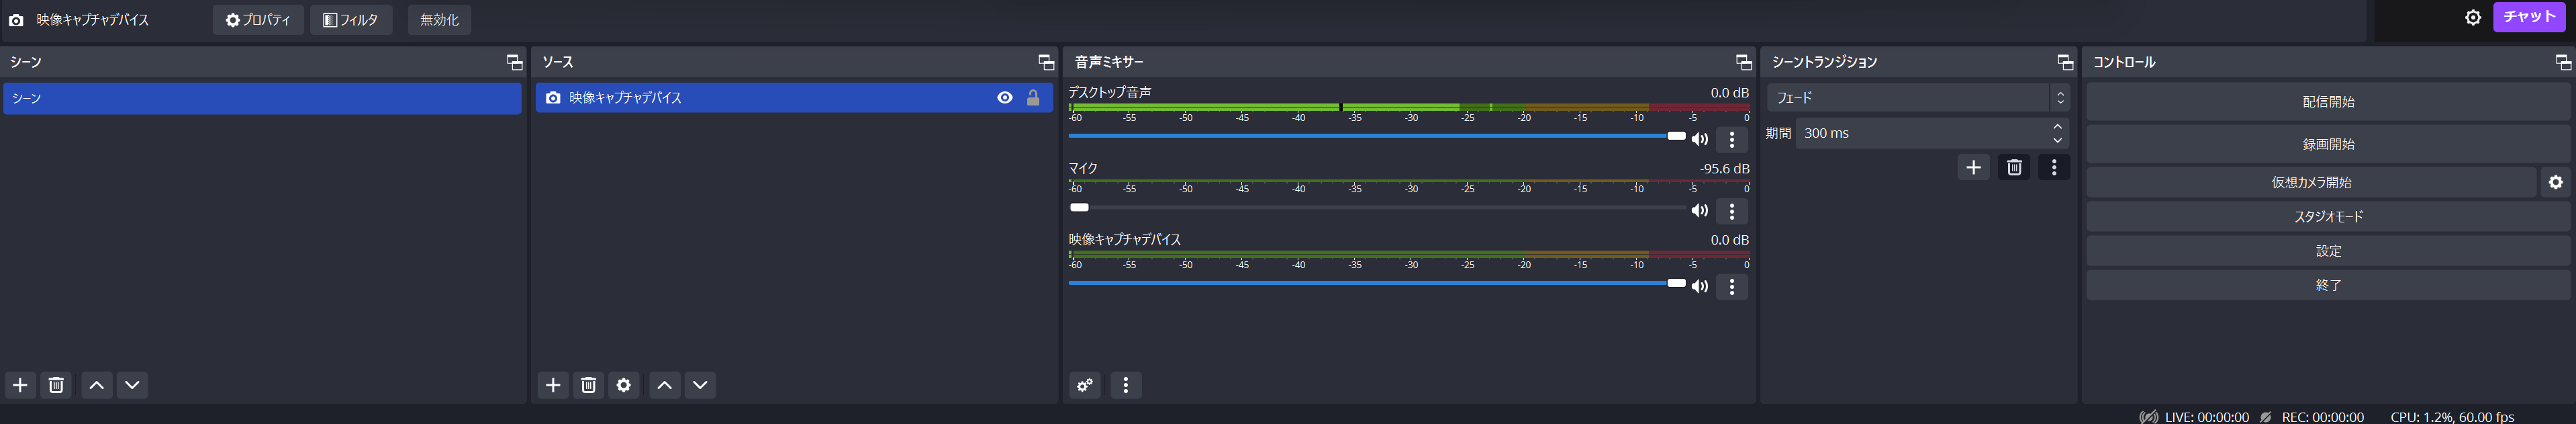 映像キャプチャデバイス プロパティ フィルタ 無効化 チャット
シーン
シーン
ソース
映像キャプチャデバイス
音声ミキサー
デスクトップ音声 0.0 dB
-60 -55 -50 -45 -40 -35 -30 -25 -20 -15 -10 -5 0
マイク -95.6 dB
-60 -55 -50 -45 -40 -35 -30 -25 -20 -15 -10 -5 0
映像キャプチャデバイス 0.0 dB
-60 -55 -50 -45 -40 -35 -30 -25 -20 -15 -10 -5 0
シーントランジション
フェード
期間 300 ms
コントロール
配信開始
録画開始
仮想カメラ開始
スタジオモード
設定
終了
LIVE: 00:00:00 REC: 00:00:00 CPU: 1.2%, 60.00 fps